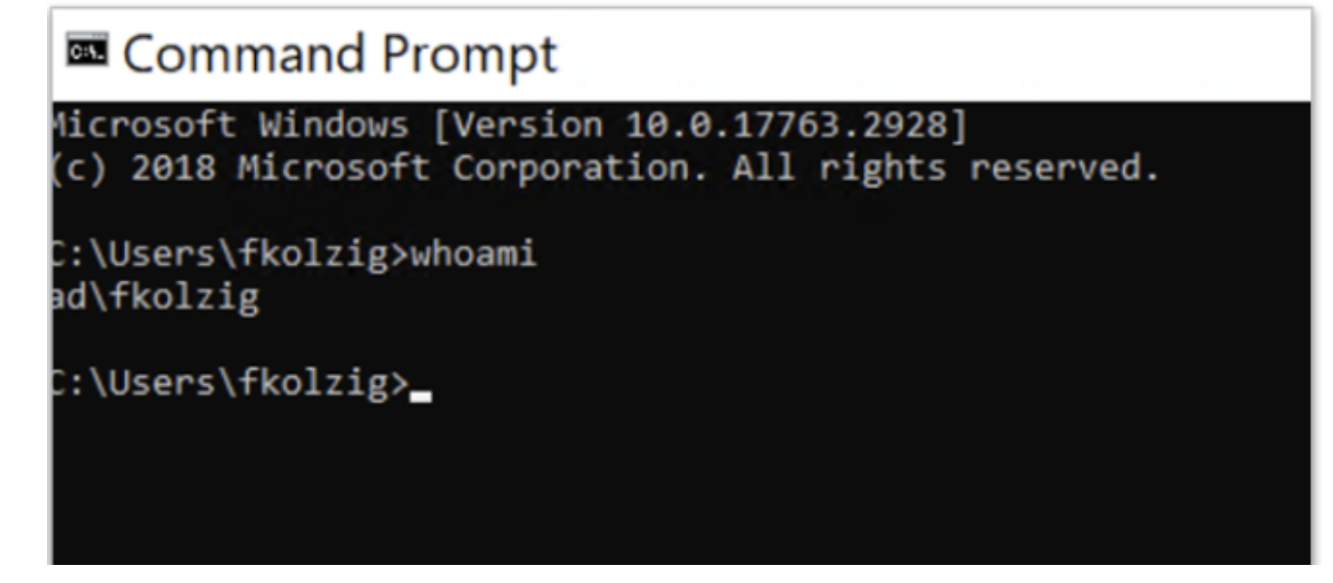 Command Prompt
Microsoft Windows [Version 10.0.17763.2928]
(c) 2018 Microsoft Corporation. All rights reserved.
C:\Users\fkolzig>whoami
ad\fkolzig
C:\Users\fkolzig>